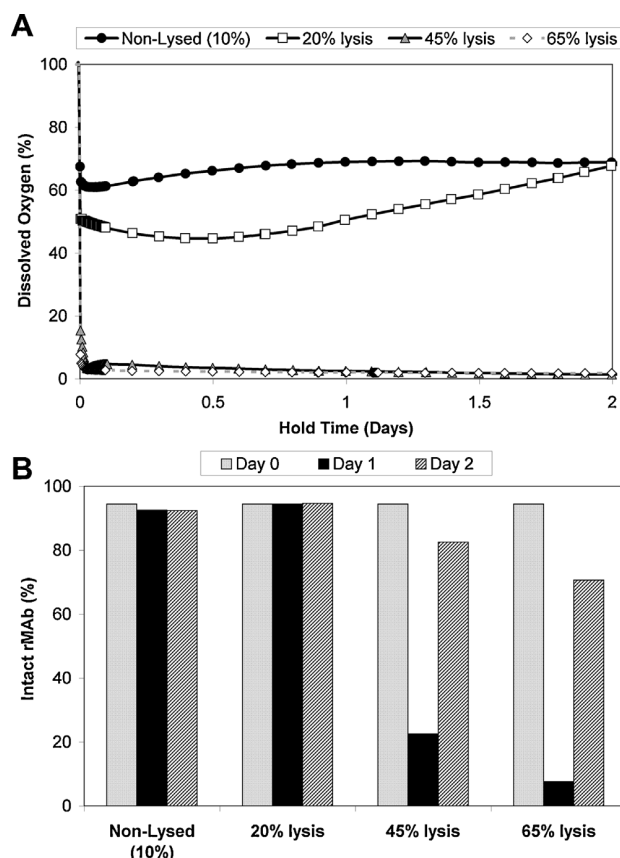 A
Non-Lysed (10%) 20% lysis 45% lysis 65% lysis
100
80
60
40
20
0
Dissolved Oxygen (%)
0 0.5 1 1.5 2
Hold Time (Days)
B
Day 0 Day 1 Day 2
100
80
60
40
20
0
Intact rMAb (%)
Non-Lysed 20% lysis 45% lysis 65% lysis
(10%)